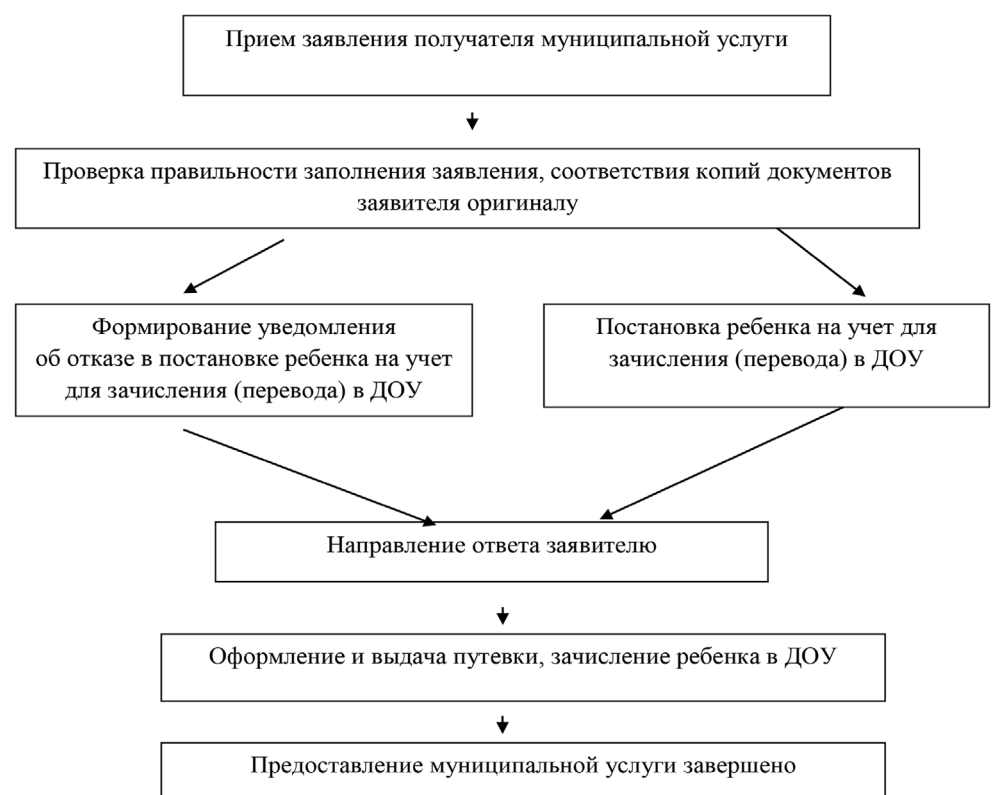 Прием заявления получателя муниципальной услуги
Проверка правильности заполнения заявления, соответствия копий документов
заявителя оригиналу
Формирование уведомления
об отказе в постановке ребенка на учет
для зачисления (перевода) в ДОУ
Постановка ребенка на учет для
зачисления (перевода) в ДОУ
Направление ответа заявителю
Оформление и выдача путевки, зачисление ребенка в ДОУ
Предоставление муниципальной услуги завершено